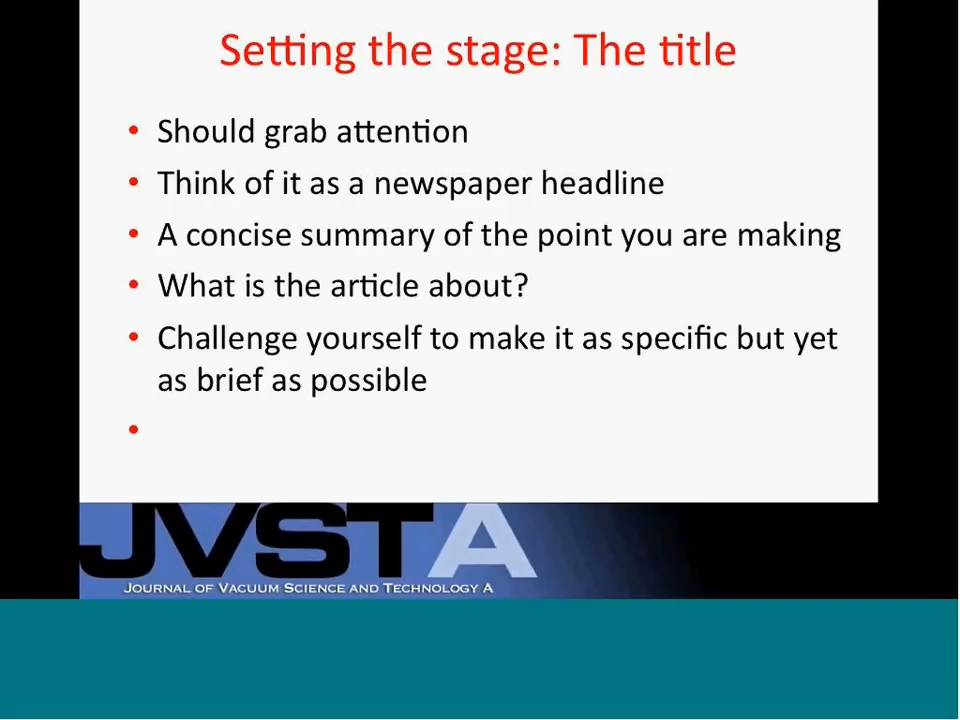 Setting the stage: The title
• Should grab attention
• Think of it as a newspaper headline
• A concise summary of the point you are making
• What is the article about?
• Challenge yourself to make it as specific but yet
as brief as possible
•
JVSTA
JOURNAL OF VACUUM SCIENCE AND TECHNOLOGY A